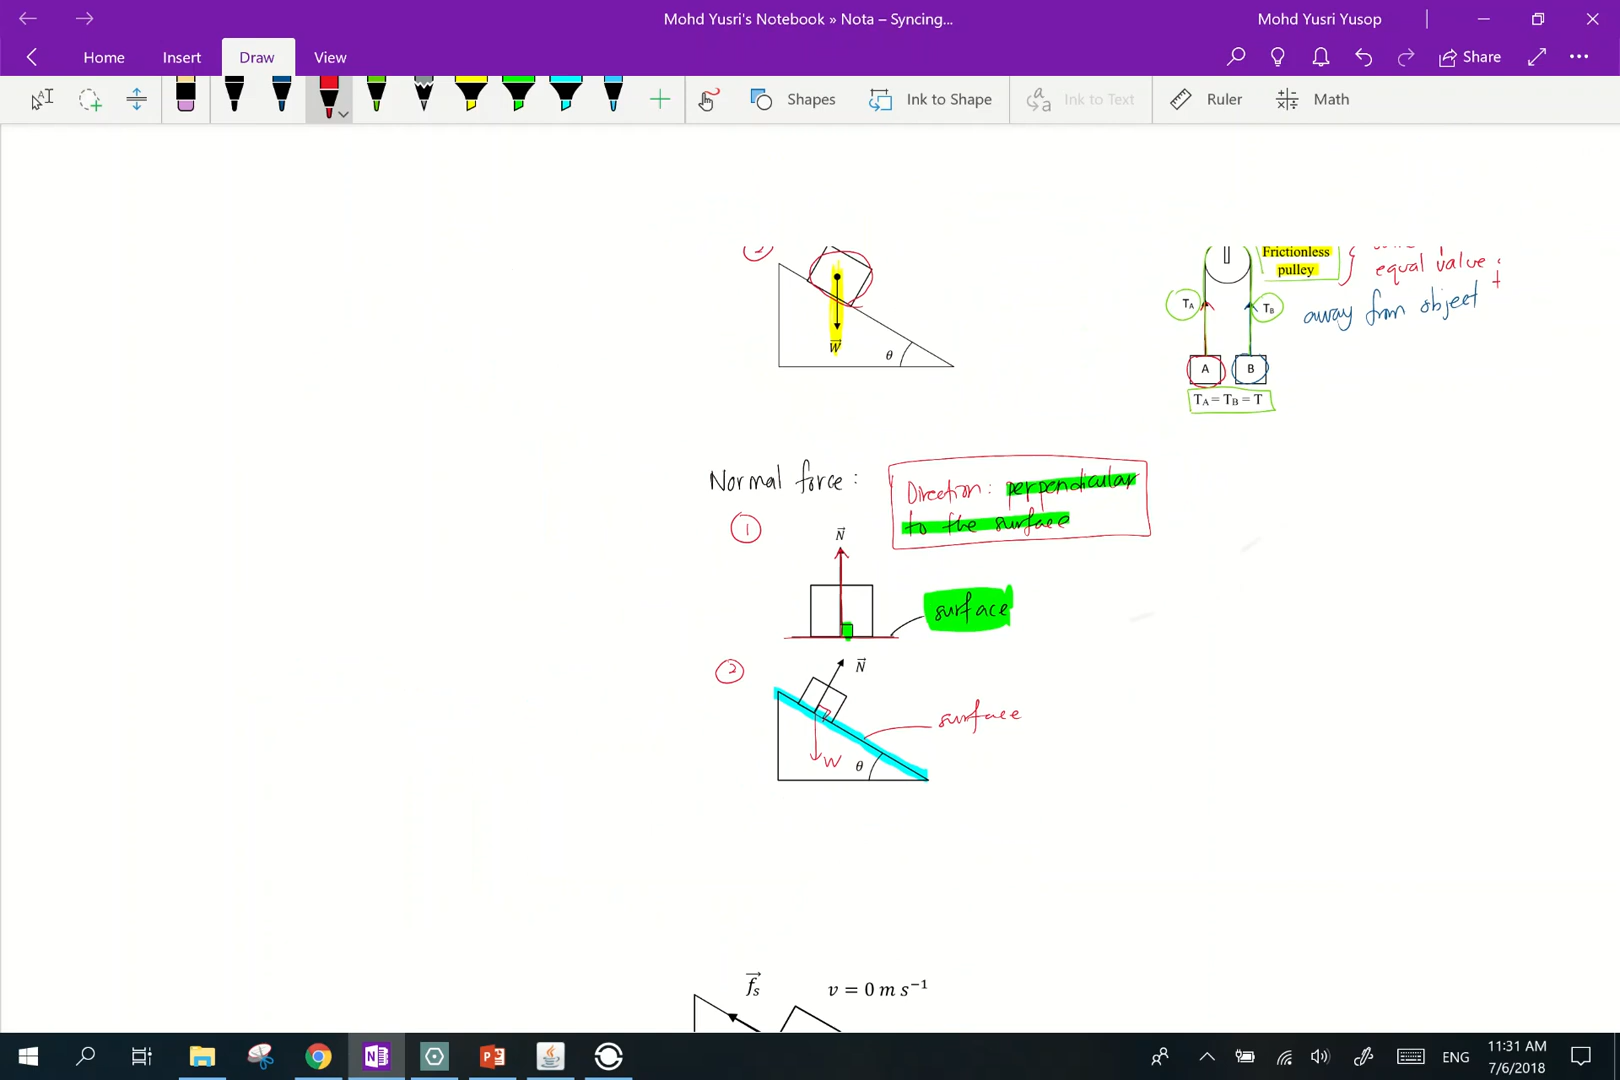 Mohd Yusri's Notebook » Nota – Syncing...
Mohd Yusri Yusop
Home
Insert
Draw
View
Share
Shapes
Ink to Shape
Ink to Text
Ruler
Math
2
W
θ
Frictionless
pulley
equal value
away from object
TA
TB
A
B
TA = TB = T
Normal force :
Direction: perpendicular
to the surface
1
N
surface
2
N
surface
W
θ
fs
v = 0 m s⁻¹
ENG
11:31 AM
7/6/2018